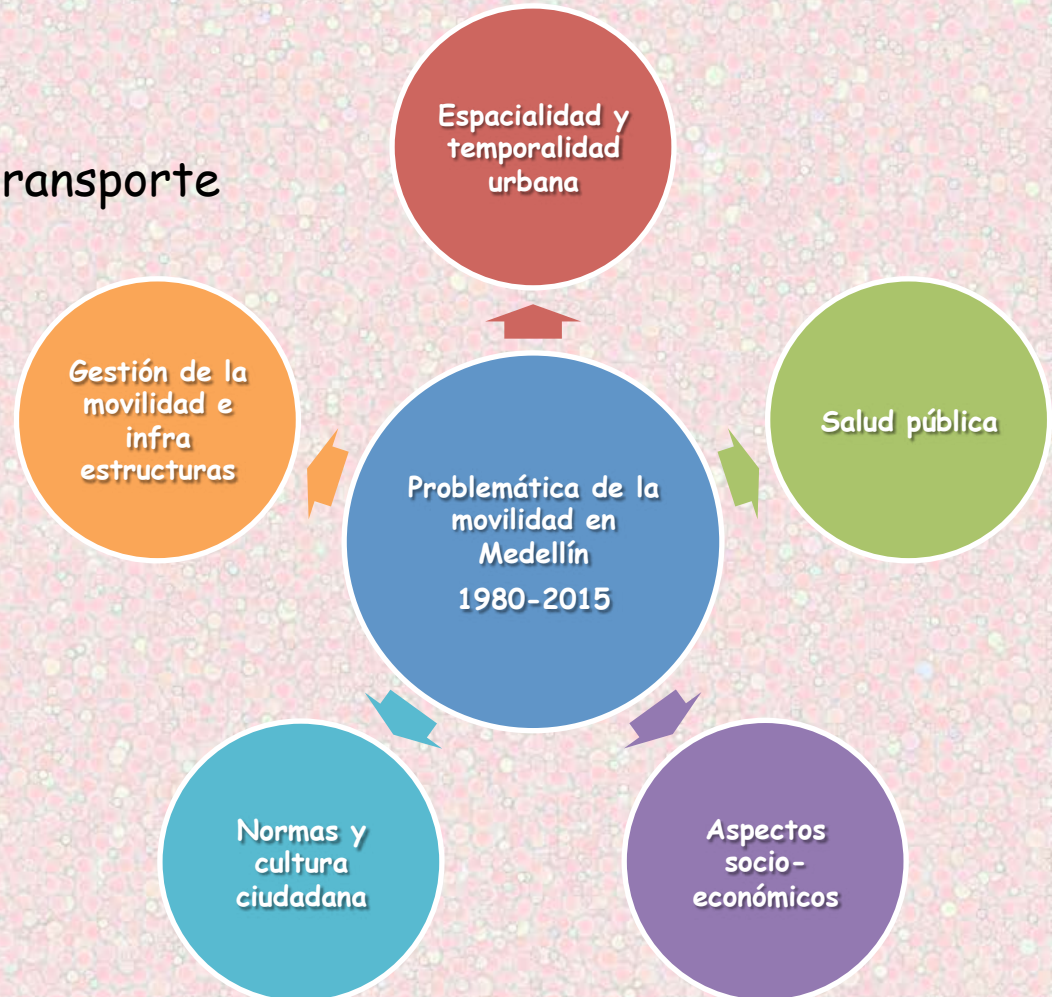 ransporte
Espacialidad y
temporalidad
urbana
Gestión de la
movilidad e
infra
estructuras
Salud pública
Problemática de la
movilidad en
Medellín
1980-2015
Normas y
cultura
ciudadana
Aspectos
socio-
económicos